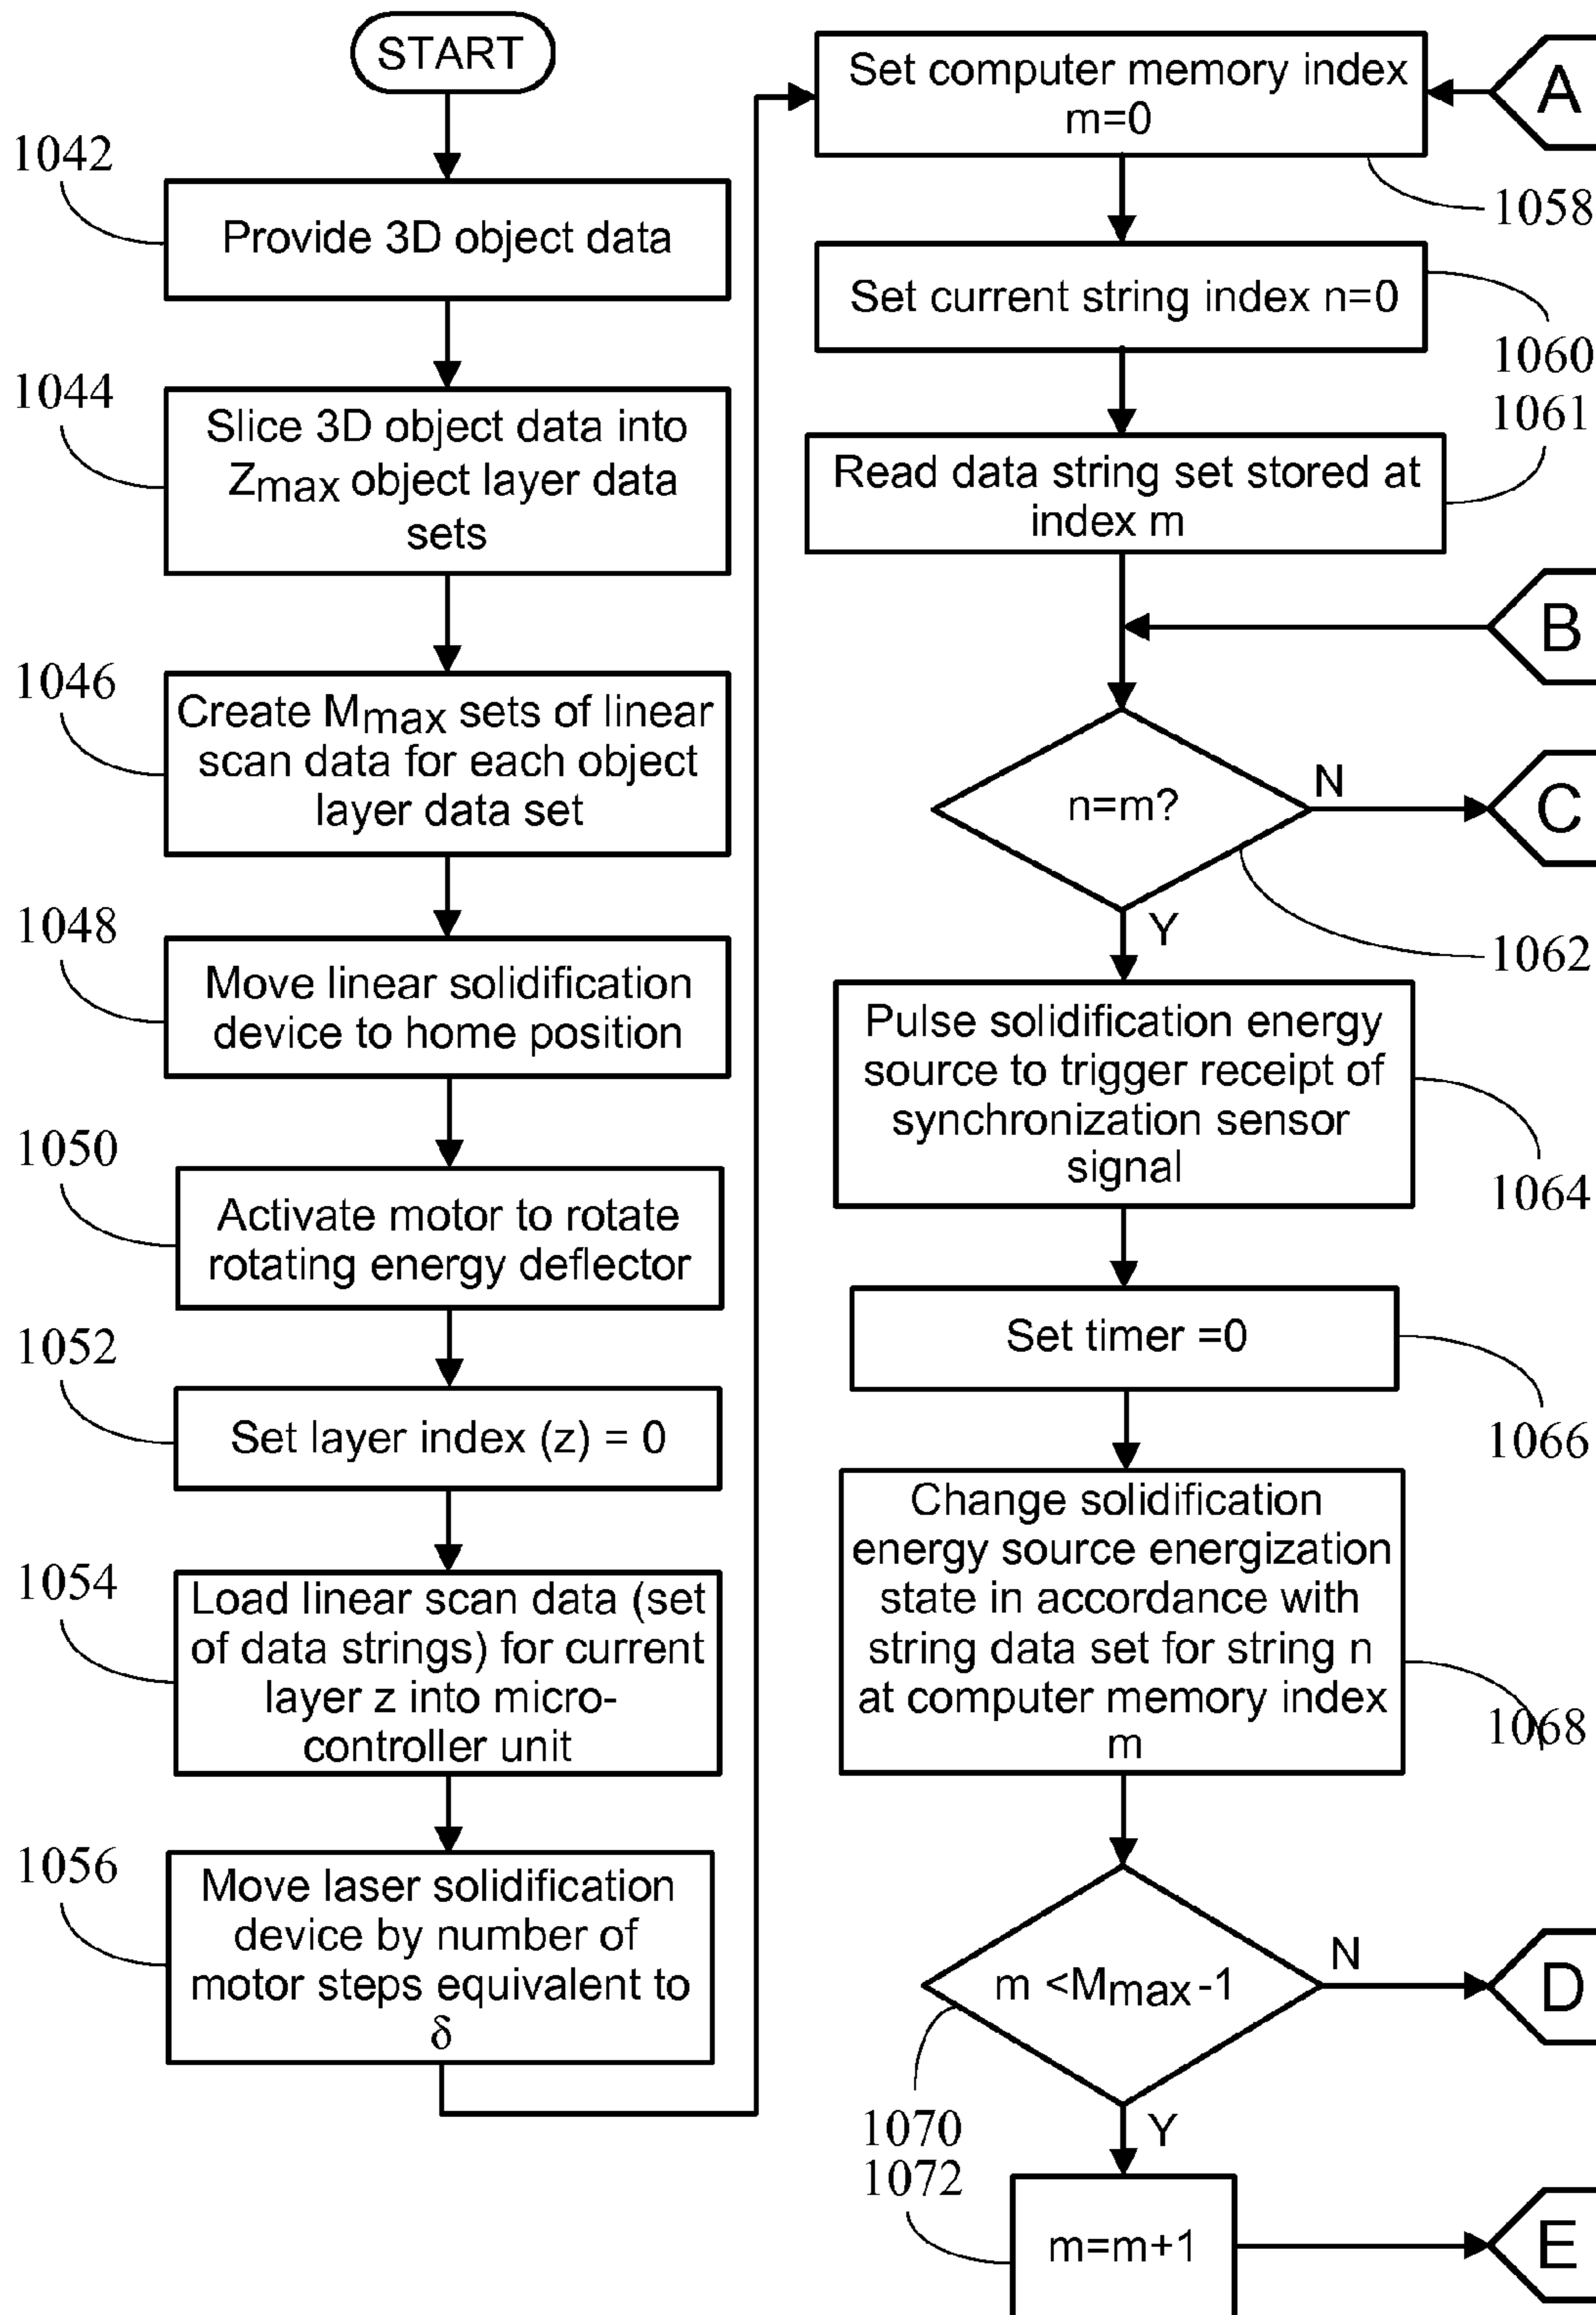 START
1042
Provide 3D object data
1044
Slice 3D object data into
Zmax object layer data
sets
1046
Create Mmax sets of linear
scan data for each object
layer data set
1048
Move linear solidification
device to home position
1050
Activate motor to rotate
rotating energy deflector
1052
Set layer index (z) = 0
1054
Load linear scan data (set
of data strings) for current
layer z into micro-
controller unit
1056
Move laser solidification
device by number of
motor steps equivalent to
δ
Set computer memory index
m=0
A
1058
Set current string index n=0
1060
1061
Read data string set stored at
index m
B
n=m?
N
C
Y
1062
Pulse solidification energy
source to trigger receipt of
synchronization sensor
signal
1064
Set timer =0
1066
Change solidification
energy source energization
state in accordance with
string data set for string n
at computer memory index
m
1068
m <Mmax-1
N
D
1070
Y
1072
m=m+1
E